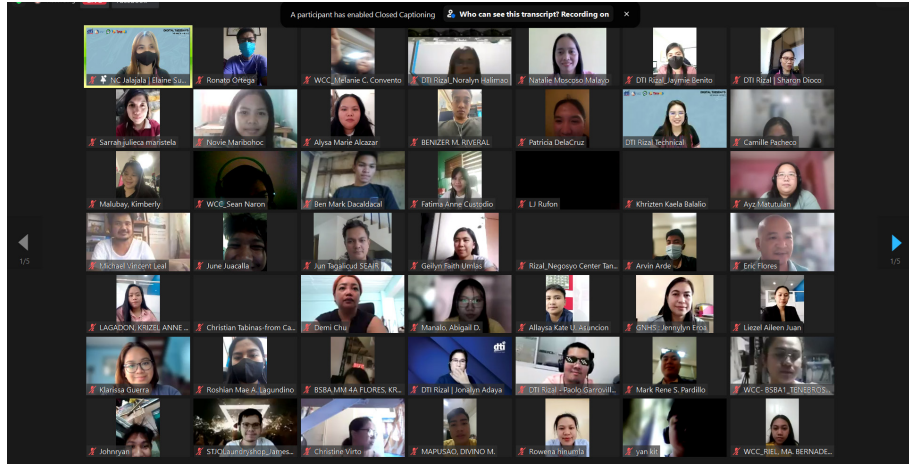 A participant has enabled Closed Captioning Who can see this transcript? Recording on ×
NC Jalajala | Elaine Su...
Ronato Ortega
WCC_Melanie C. Convento
DTI Rizal_Noralyn Halimao
Natalie Moscoso Malayo
DTI Rizal_Jaymie Benito
DTI Rizal | Sharon Dioco
Sarrah julieca maristela
Novie Manbohoc
Alysa Marie Alcazar
BENIZER M. RIVERAL
Patricia DelaCruz
DTI Rizal Technical
Camille Pacheco
Malubay, Kimberly
WCC_Sean Naron
Ben Mark Dacaldacal
Fatima Anne Custodio
LJ Rufon
Khrizten Kaela Balalio
Ayz Matutulan
Michael Vincent Leal
June Juacalla
Jun Tagalicud SEAIR
Geilyn Faith Umlas
Rizal_Negosyo Center Tan...
Arvin Arde
Eric Flores
1/5
1/5
LAGADON, KRIZEL ANNE ...
Christian Tabinas-from Ca...
Demi Chu
Manalo, Abigail D.
Allaysa Kate U. Asuncion
GNHS : Jennylyn Eroa
Liezel Aileen Juan
Klarissa Guerra
Roshian Mae A. Lagundino
BSBA,MM 4A FLORES, KR...
dti
DTI Rizal | Jonalyn Adaya
DTI Rizal - Paolo Garrovill...
Mark Rene S. Pardillo
WCC- BSBA1_TENEBROS...
Johnryan
STJOLaundryshop_James...
Christine Virto
MAPUSAO, DIVINO M.
Rowena hinumla
yan kit
WCC_RIEL, MA. BERNADE...